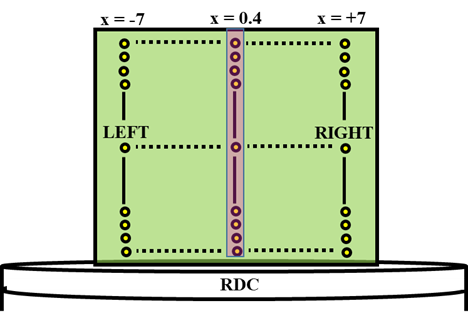 x = -7 x = 0.4 x = +7
LEFT RIGHT
RDC